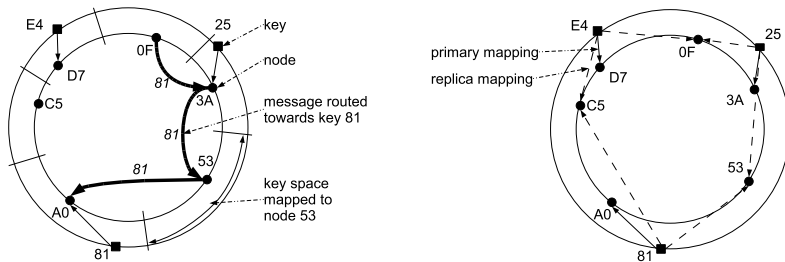 E4
0F
25
key
D7
81
node
3A
C5
message routed
towards key 81
81
81
53
key space
mapped to
node 53
A0
81
E4
25
primary mapping
0F
replica mapping
D7
3A
C5
53
A0
81